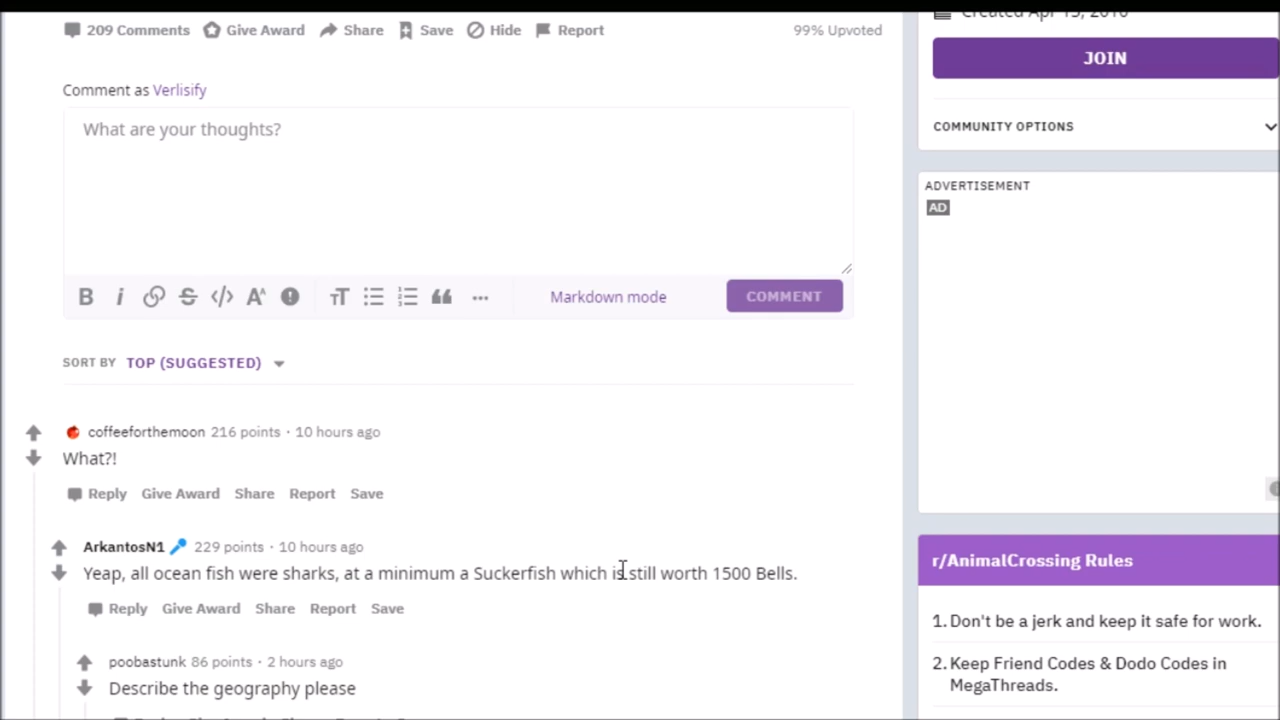 209 Comments Give Award Share Save Hide Report 99% Upvoted
Comment as Verlisify
What are your thoughts?
B i Markdown mode COMMENT
SORT BY TOP (SUGGESTED)
coffeeforthemoon 216 points · 10 hours ago
What?!
Reply Give Award Share Report Save
ArkantosN1 229 points · 10 hours ago
Yeap, all ocean fish were sharks, at a minimum a Suckerfish which is still worth 1500 Bells.
Reply Give Award Share Report Save
poobastunk 86 points · 2 hours ago
Describe the geography please
JOIN
COMMUNITY OPTIONS
ADVERTISEMENT
AD
r/AnimalCrossing Rules
1. Don't be a jerk and keep it safe for work.
2. Keep Friend Codes & Dodo Codes in
MegaThreads.